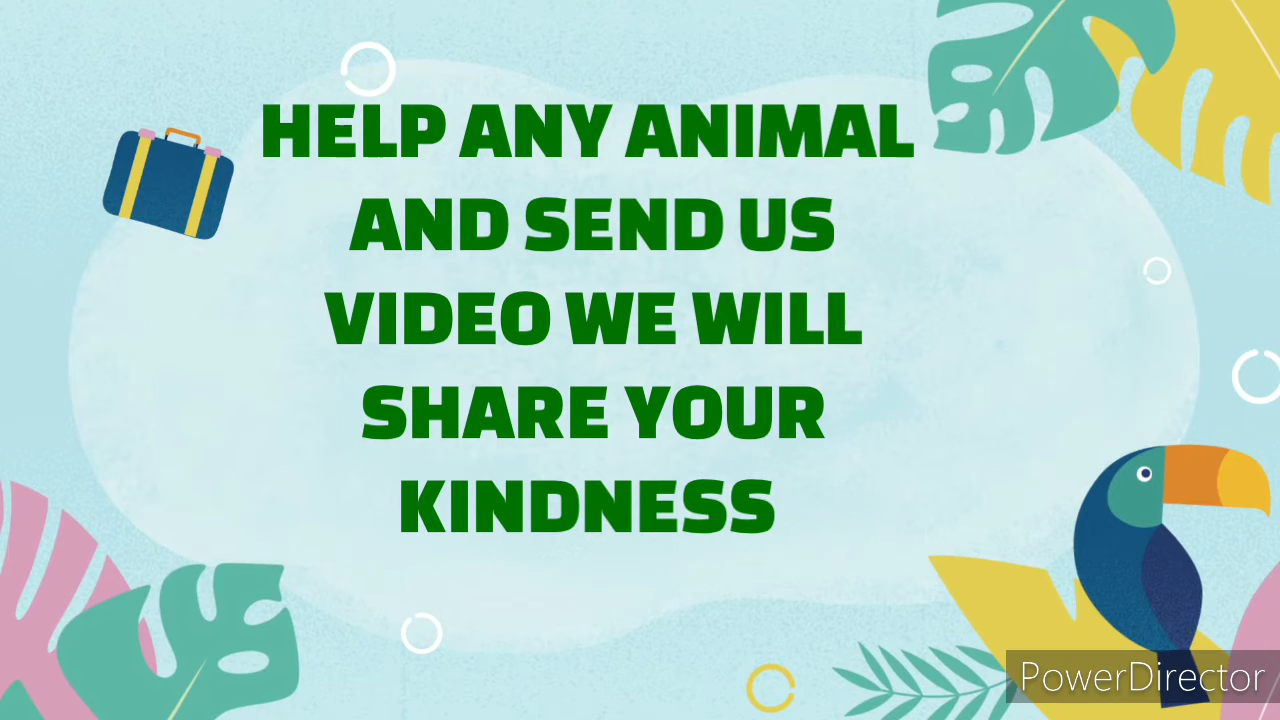 HELP ANY ANIMAL
AND SEND US
VIDEO WE WILL
SHARE YOUR
KINDNESS
PowerDirector